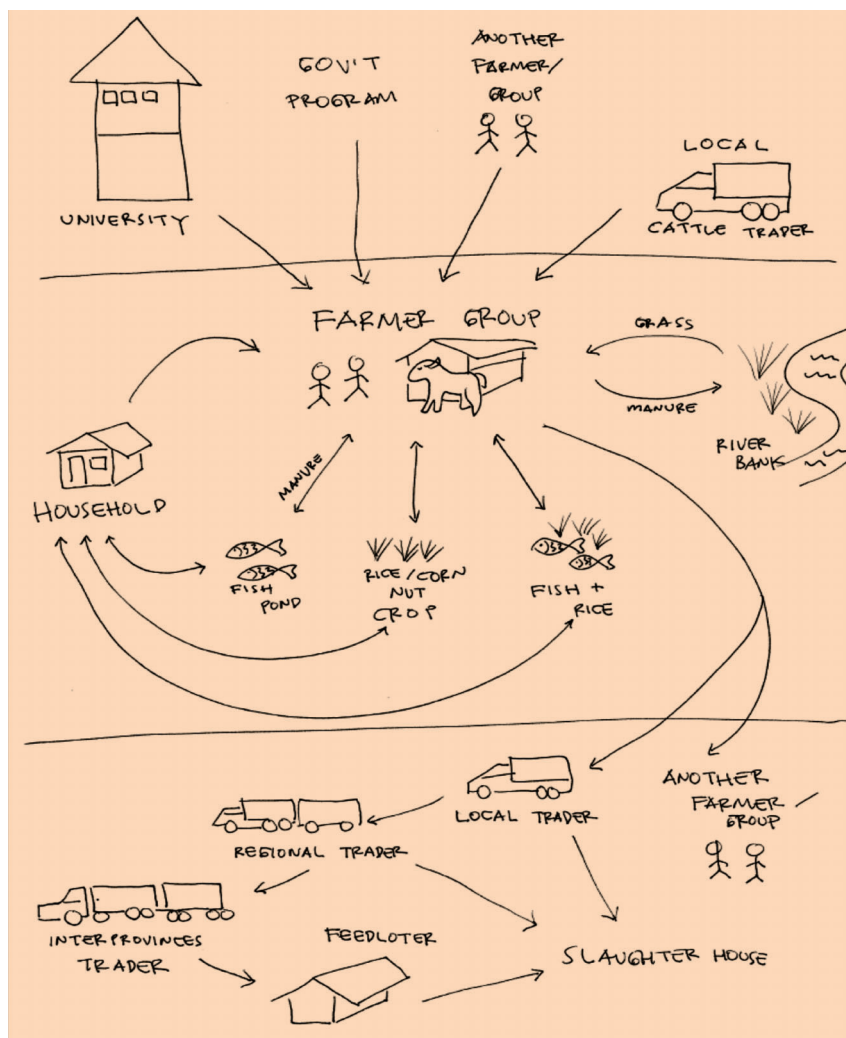 GOV'T
PROGRAM
ANOTHER
FARMER/
GROUP
LOCAL
CATTLE TRADER
UNIVERSITY
FARMER GROUP
GRASS
MANURE
RIVER
BANKS
MANURE
HOUSEHOLD
FISH
POND
RICE/CORN
NUT
CROP
FISH +
RICE
LOCAL TRADER
ANOTHER
FARMER /
GROUP
REGIONAL TRADER
INTERPROVINCES
TRADER
FEEDLOTER
SLAUGHTER HOUSE